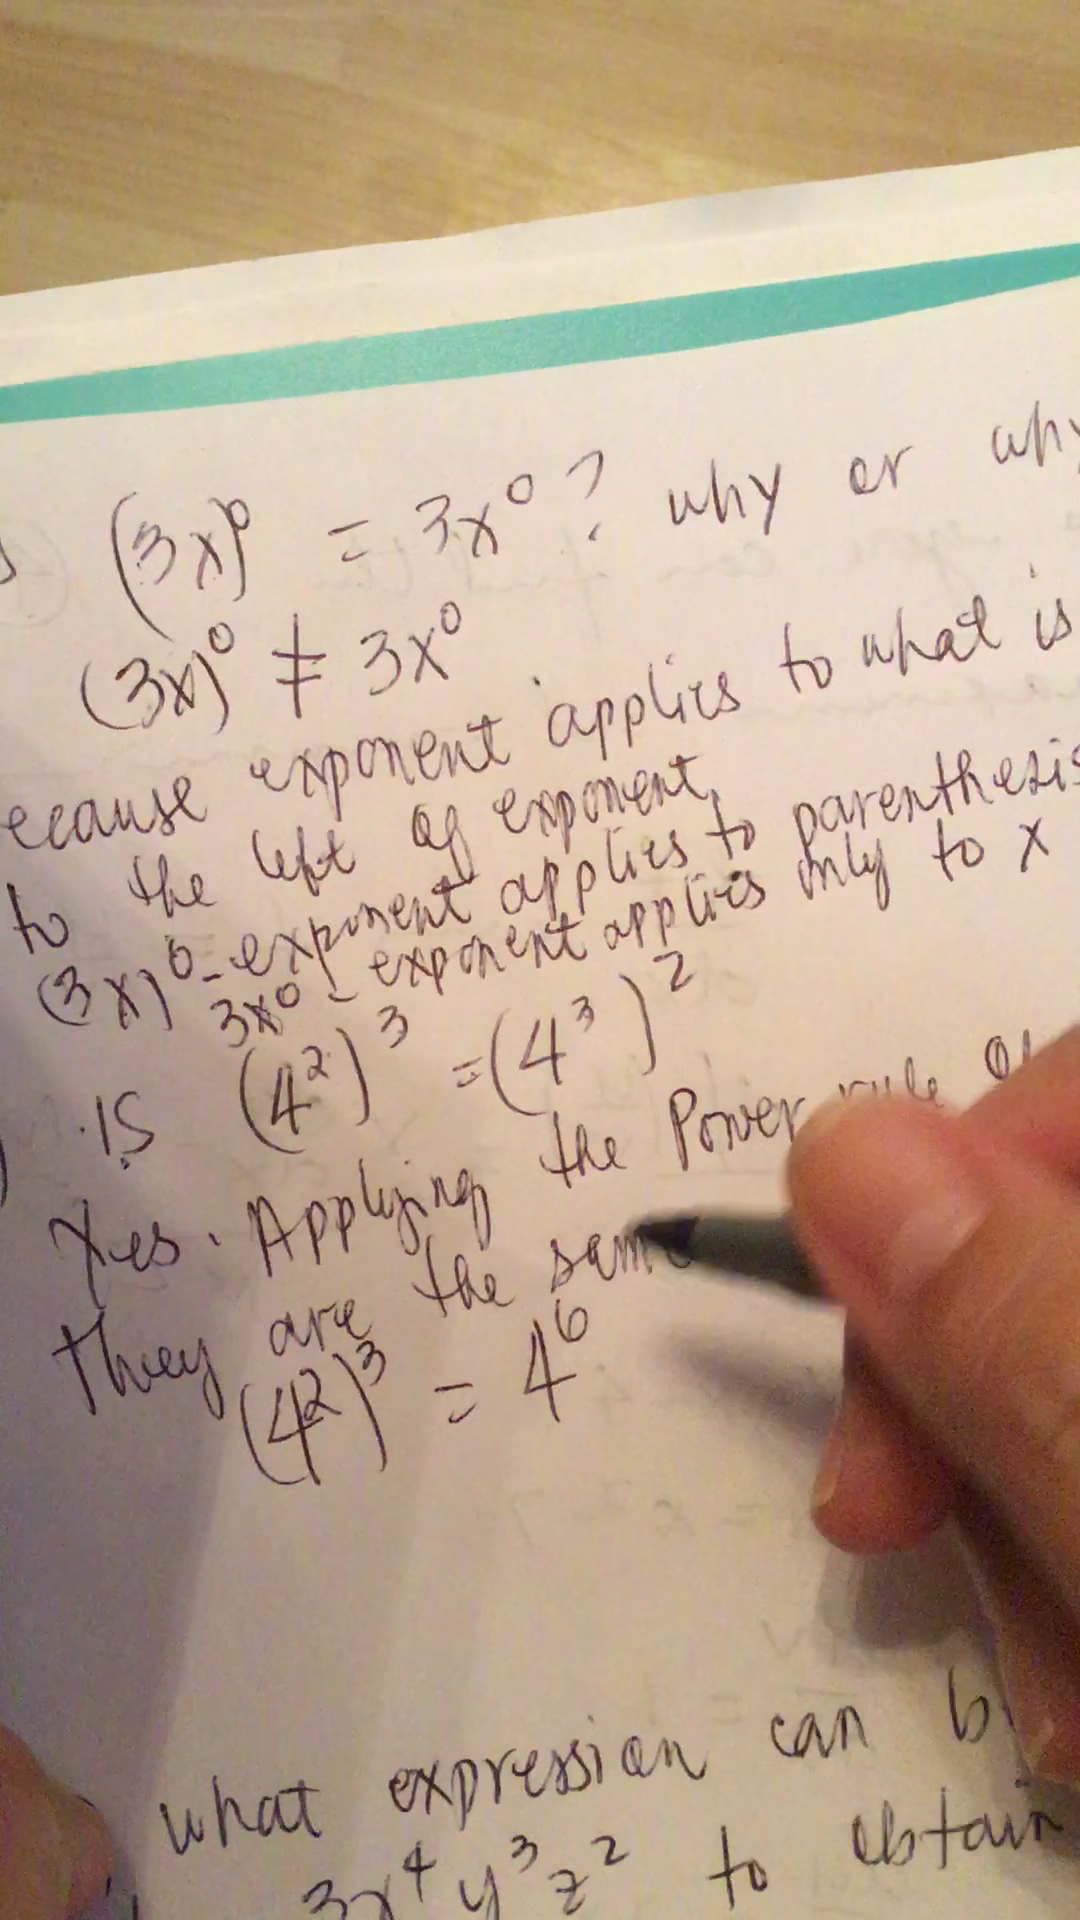 (3x)⁰ = 3x⁰? why or why
(3x)⁰ ≠ 3x⁰
ecause exponent applies to what is
to the left of exponent,
(3x)⁰ - exponent applies to parenthesis
3x⁰ - exponent applies only to x
IS (4²)³ = (4³)²
Yes. Applying the Power rule
they are the same
(4²)³ = 4⁶
what expression can b
3x⁴y³z² to obtain